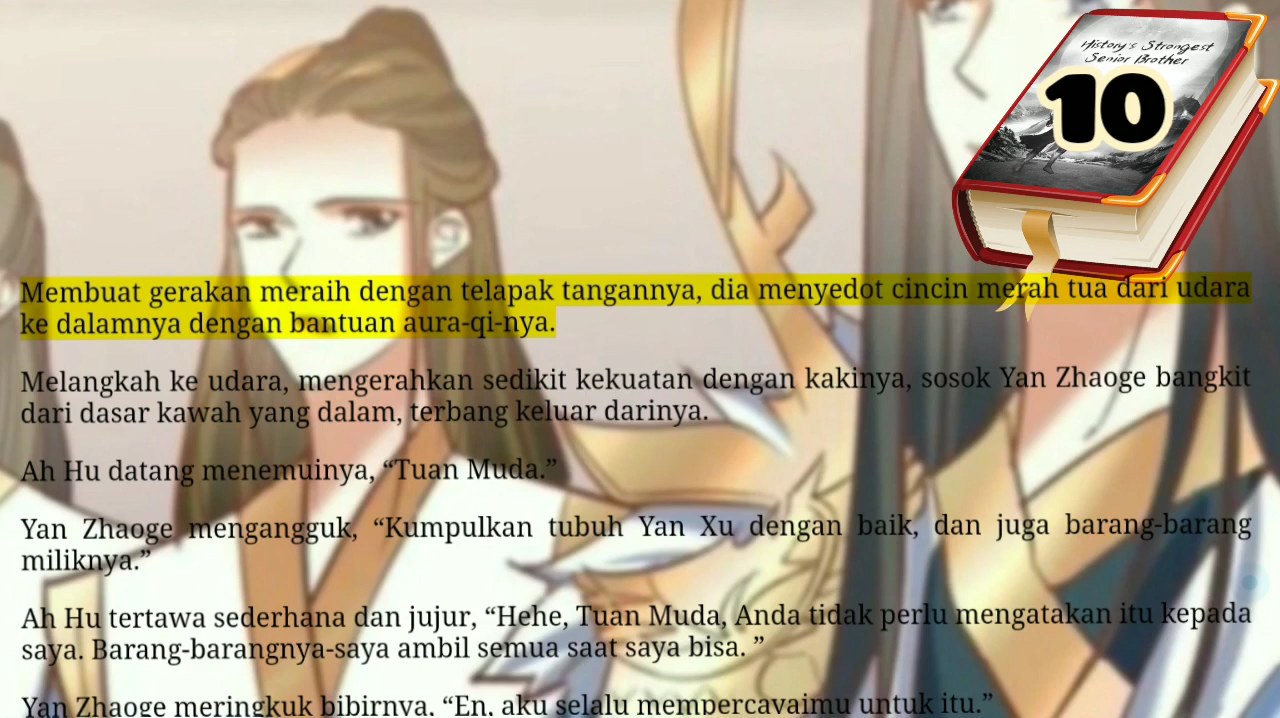 History's Strongest
Senior Brother
10
Membuat gerakan meraih dengan telapak tangannya, dia menyedot cincin merah tua dari udara
ke dalamnya dengan bantuan aura-qi-nya.
Melangkah ke udara, mengerahkan sedikit kekuatan dengan kakinya, sosok Yan Zhaoge bangkit
dari dasar kawah yang dalam, terbang keluar darinya.
Ah Hu datang menemuinya, “Tuan Muda.”
Yan Zhaoge mengangguk, “Kumpulkan tubuh Yan Xu dengan baik, dan juga barang-barang
miliknya.”
Ah Hu tertawa sederhana dan jujur, “Hehe, Tuan Muda, Anda tidak perlu mengatakan itu kepada
saya. Barang-barangnya-saya ambil semua saat saya bisa. ”
Yan Zhaoge meringkuk bibirnya, “En, aku selalu mempercayaimu untuk itu.”